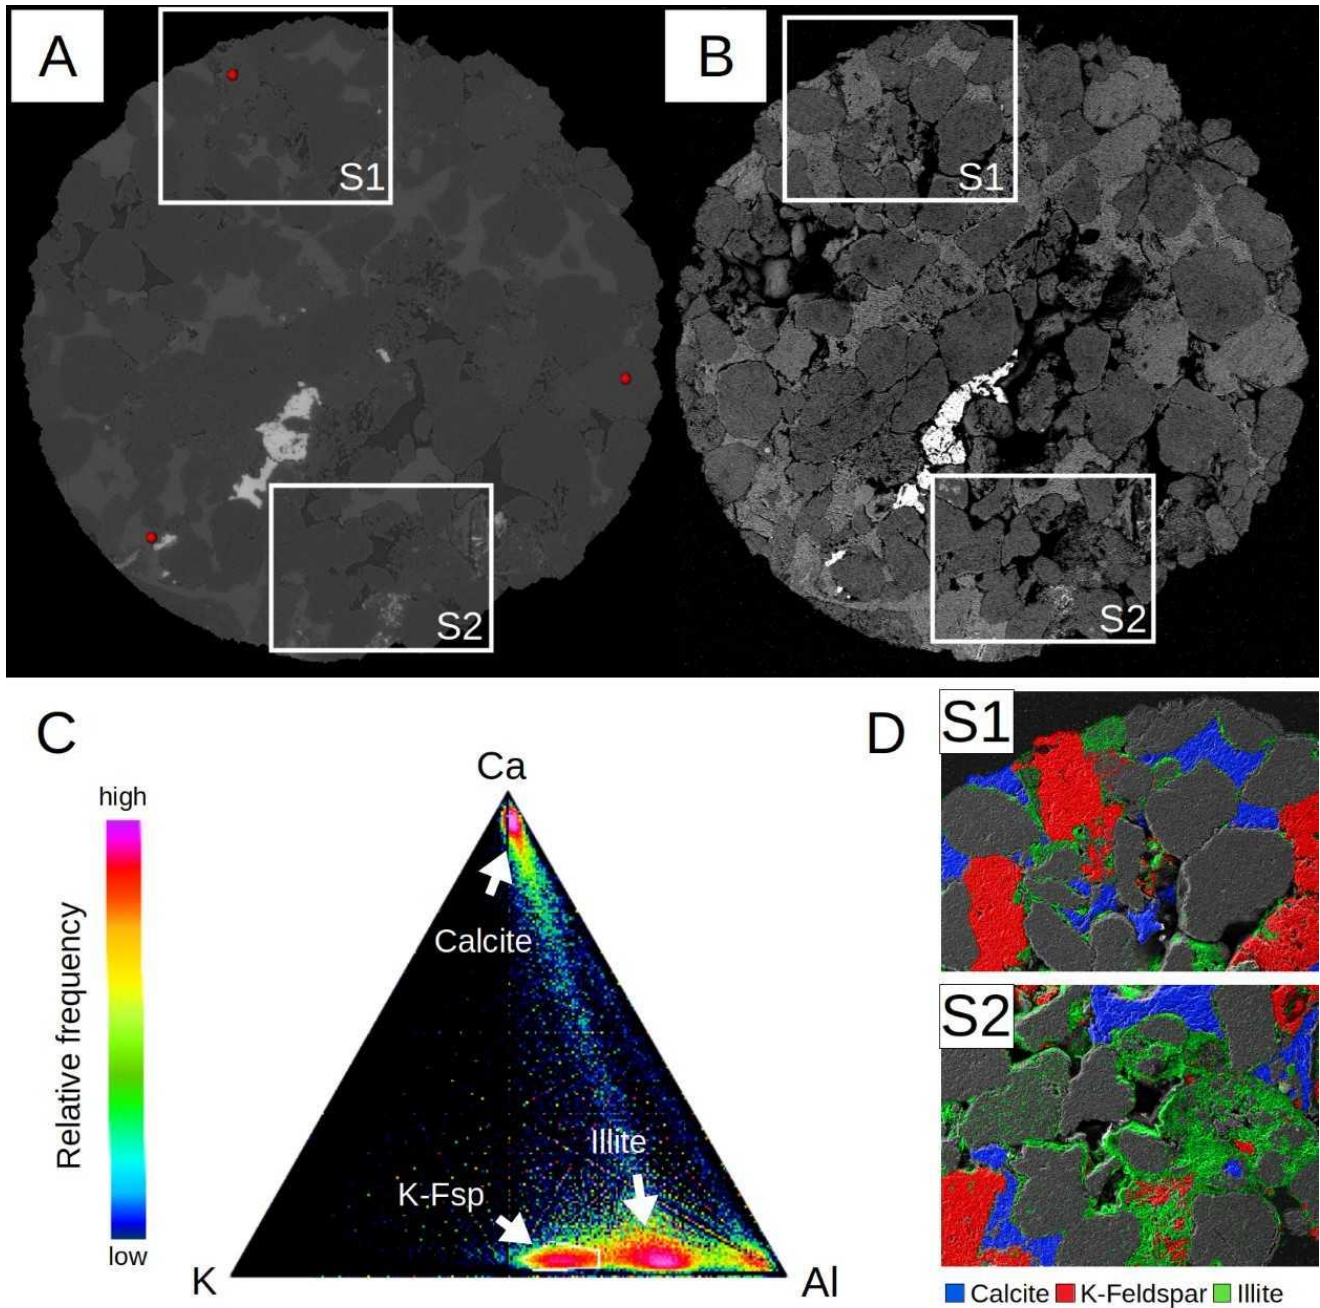 A
B
S1
S1
S2
S2
C
D
S1
Ca
high
Relative frequency
Calcite
Illite
K-Fsp
low
K
Al
S2
Calcite K-Feldspar Illite